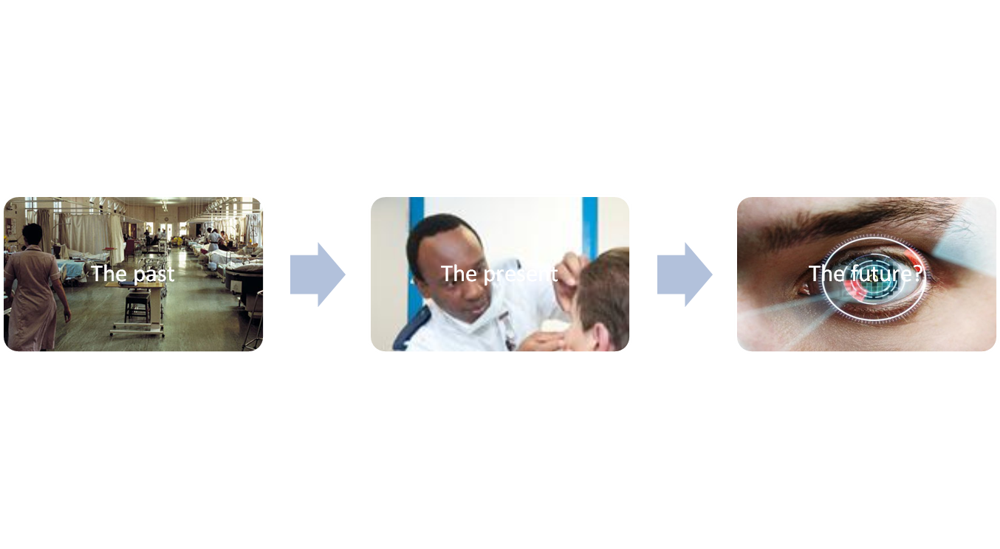 The past
The present
The future?